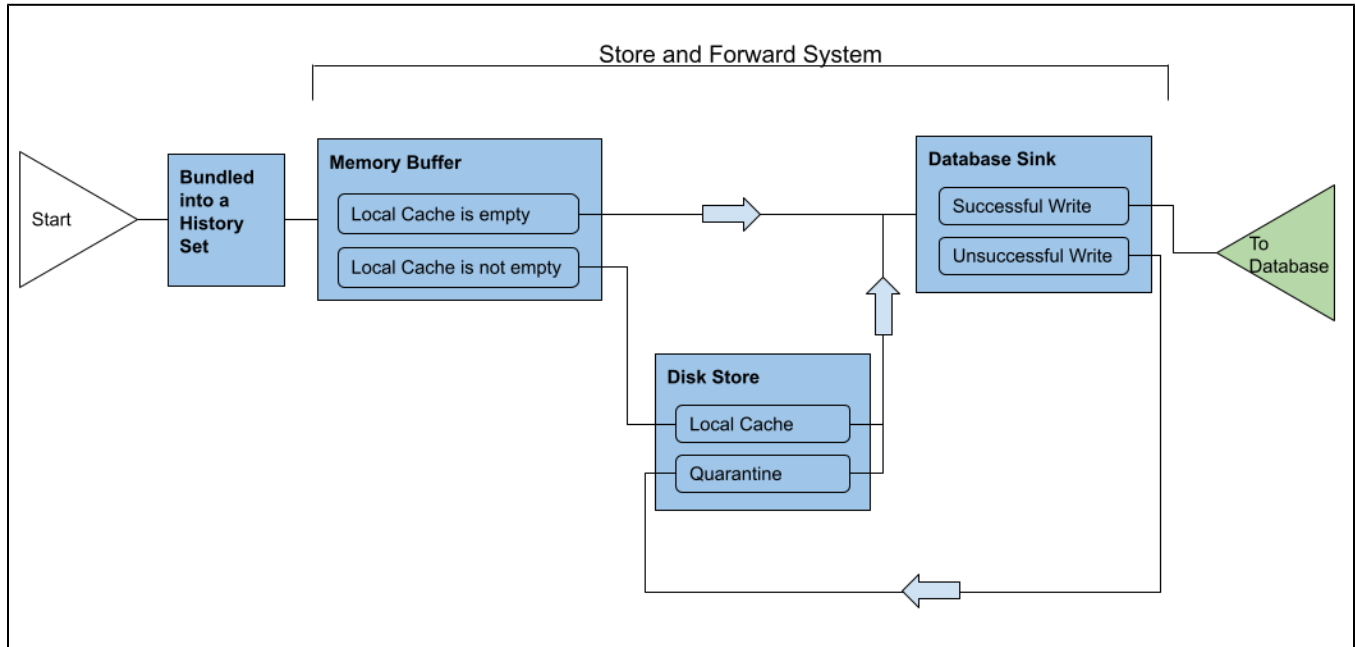 Store and Forward System
Start
Bundled
into a
History
Set
Memory Buffer
Local Cache is empty
Local Cache is not empty
Database Sink
Successful Write
Unsuccessful Write
To
Database
Disk Store
Local Cache
Quarantine